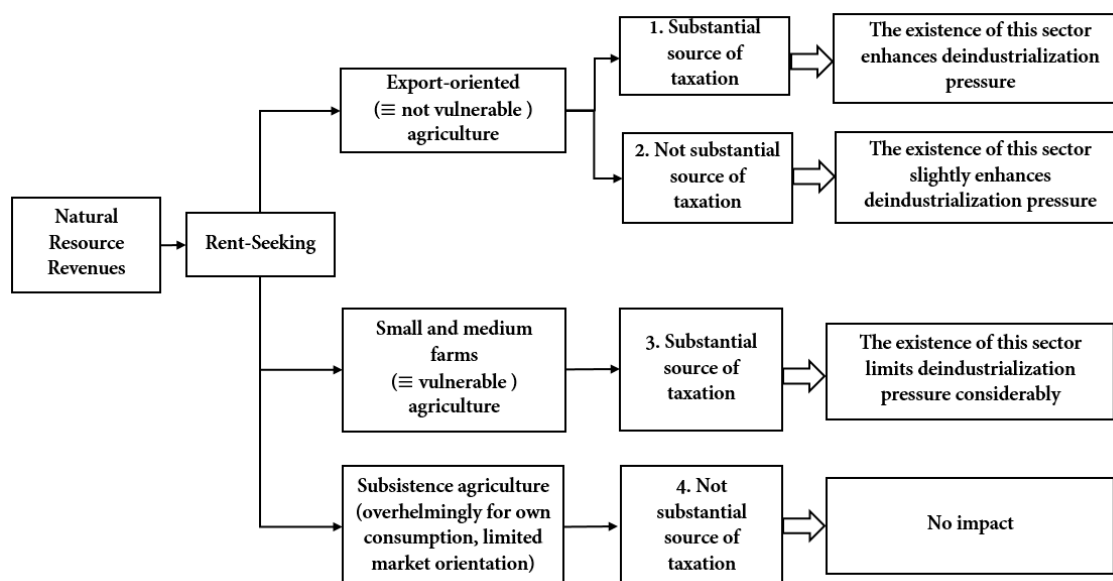 1. Substantial
source of
taxation
The existence of this sector
enhances deindustrialization
pressure
Export-oriented
(≡ not vulnerable )
agriculture
2. Not substantial
source of
taxation
The existence of this sector
slightly enhances
deindustrialization pressure
Natural
Resource
Revenues
Rent-Seeking
Small and medium
farms
(≡ vulnerable )
agriculture
3. Substantial
source of
taxation
The existence of this sector
limits deindustrialization
pressure considerably
Subsistence agriculture
(overhelmingly for own
consumption, limited
market orientation)
4. Not
substantial
source of
taxation
No impact